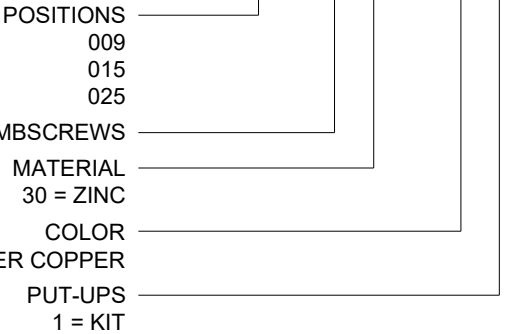 POSITIONS
009
015
025
MBSCREWS
MATERIAL
30 = ZINC
COLOR
ER COPPER
PUT-UPS
1 = KIT